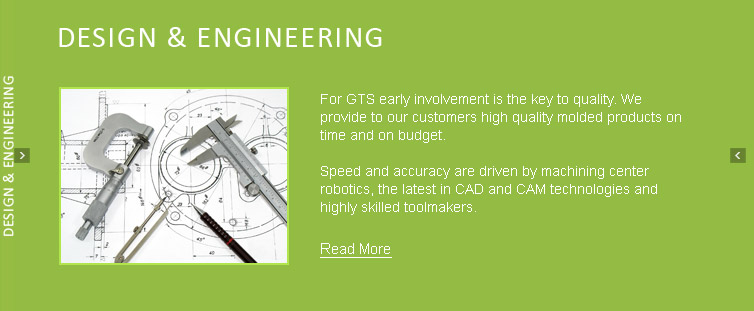 DESIGN & ENGINEERING
DESIGN & ENGINEERING
For GTS early involvement is the key to quality. We
provide to our customers high quality molded products on
time and on budget.
Speed and accuracy are driven by machining center
robotics, the latest in CAD and CAM technologies and
highly skilled toolmakers.
Read More